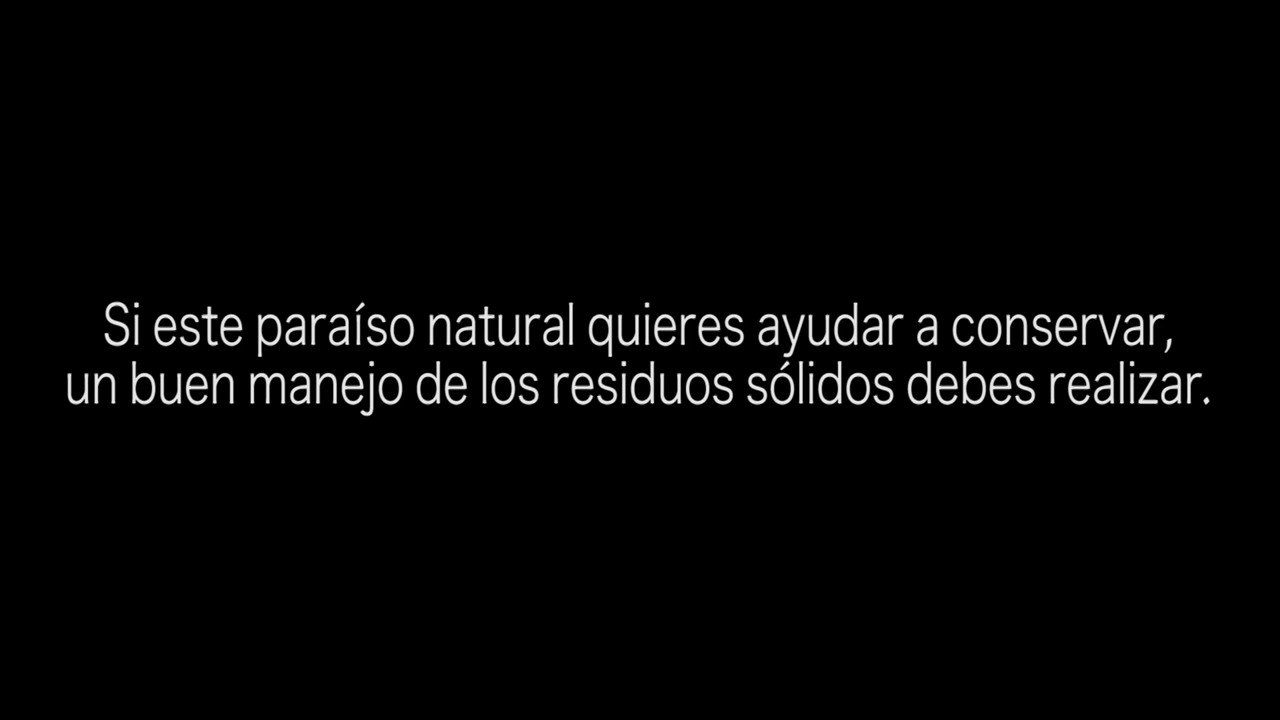 Si este paraíso natural quieres ayudar a conservar,
un buen manejo de los residuos sólidos debes realizar.